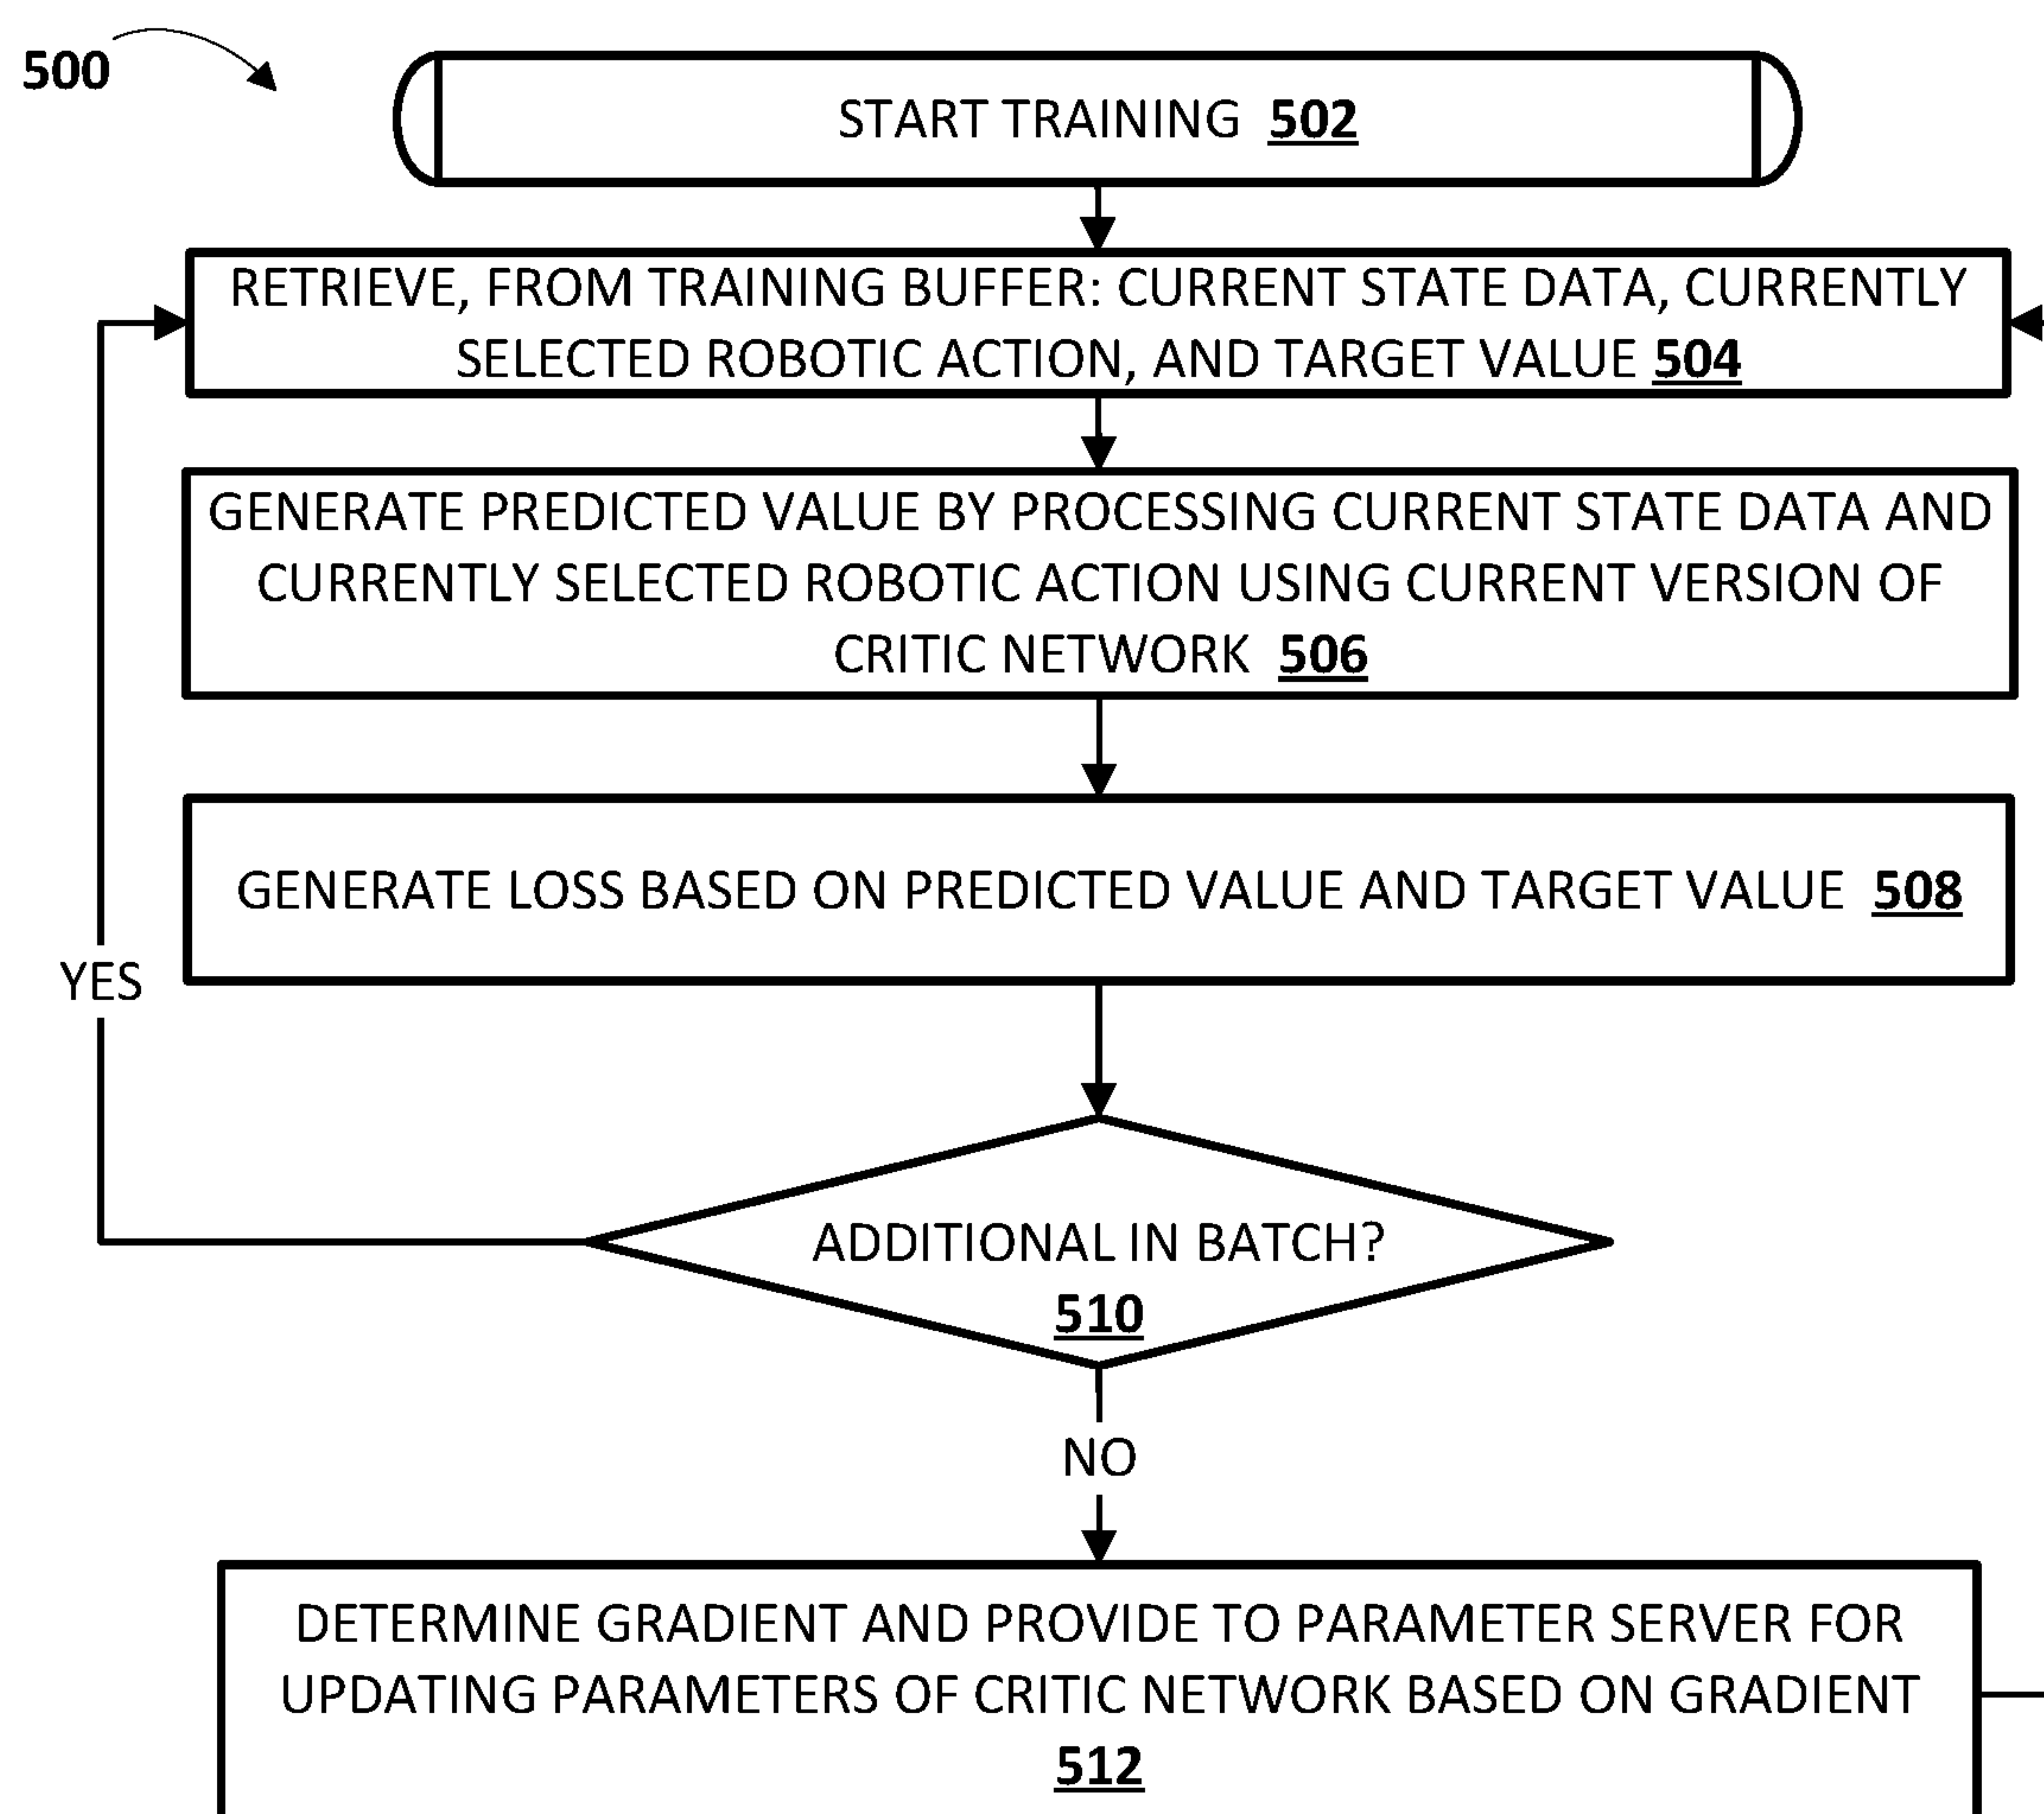 500
START TRAINING 502
RETRIEVE, FROM TRAINING BUFFER: CURRENT STATE DATA, CURRENTLY
SELECTED ROBOTIC ACTION, AND TARGET VALUE 504
GENERATE PREDICTED VALUE BY PROCESSING CURRENT STATE DATA AND
CURRENTLY SELECTED ROBOTIC ACTION USING CURRENT VERSION OF
CRITIC NETWORK 506
GENERATE LOSS BASED ON PREDICTED VALUE AND TARGET VALUE 508
YES
ADDITIONAL IN BATCH?
510
NO
DETERMINE GRADIENT AND PROVIDE TO PARAMETER SERVER FOR
UPDATING PARAMETERS OF CRITIC NETWORK BASED ON GRADIENT
512